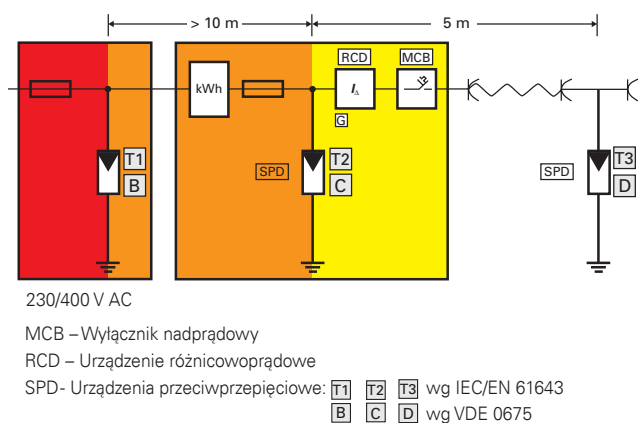 > 10 m 5 m
RCD MCB
kWh IΔ
G
T1 T2 T3
SPD SPD
B C D
230/400 V AC
MCB – Wyłącznik nadprądowy
RCD – Urządzenie różnicowoprądowe
SPD- Urządzenia przeciwprzepięciowe: T1 T2 T3 wg IEC/EN 61643
B C D wg VDE 0675